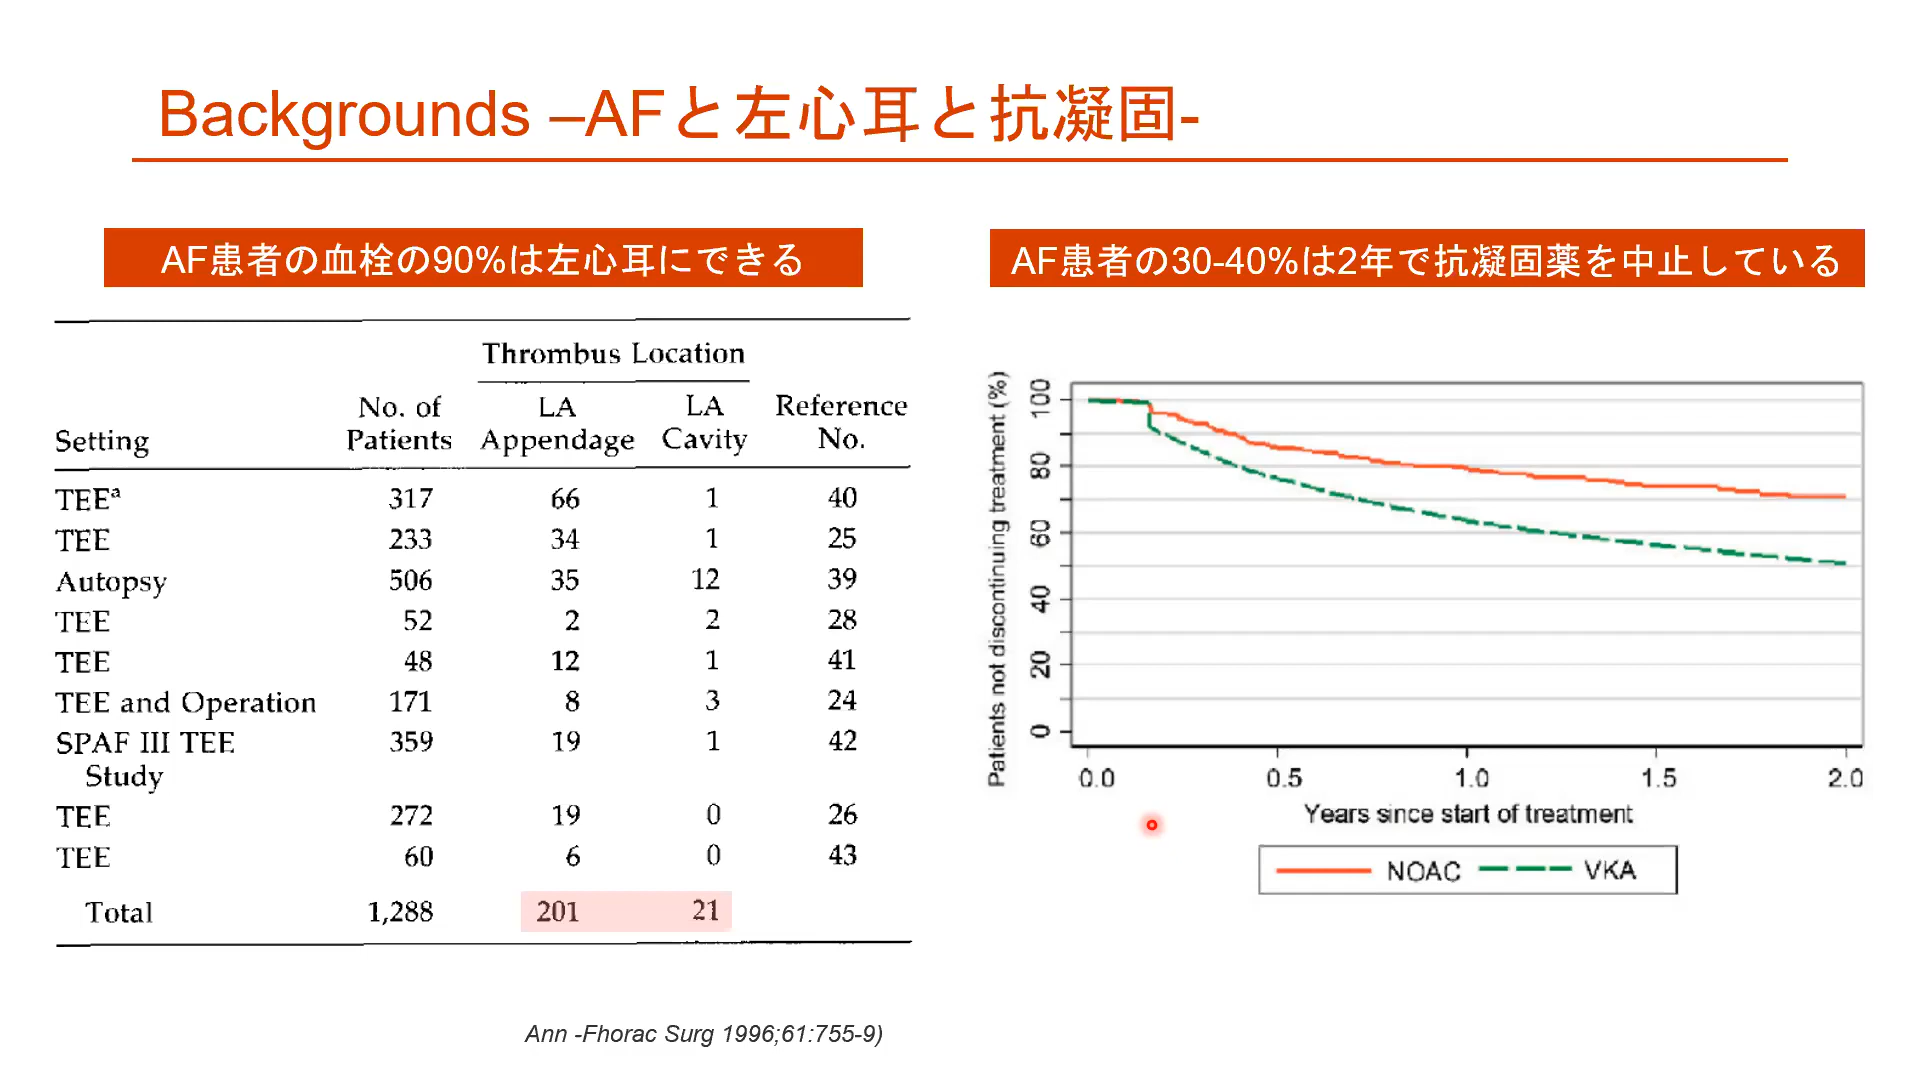 Backgrounds –AFと左心耳と抗凝固-
AF患者の血栓の90%は左心耳にできる
Thrombus Location
No. of LA LA Reference
Setting Patients Appendage Cavity No.
TEEa 317 66 1 40
TEE 233 34 1 25
Autopsy 506 35 12 39
TEE 52 2 2 28
TEE 48 12 1 41
TEE and Operation 171 8 3 24
SPAF III TEE 359 19 1 42
Study
TEE 272 19 0 26
TEE 60 6 0 43
Total 1,288 201 21
Ann -Fhorac Surg 1996;61:755-9)
AF患者の30-40%は2年で抗凝固薬を中止している
Patients not discontinuing treatment (%)
100
80
60
40
20
0
0.0 0.5 1.0 1.5 2.0
Years since start of treatment
NOAC VKA